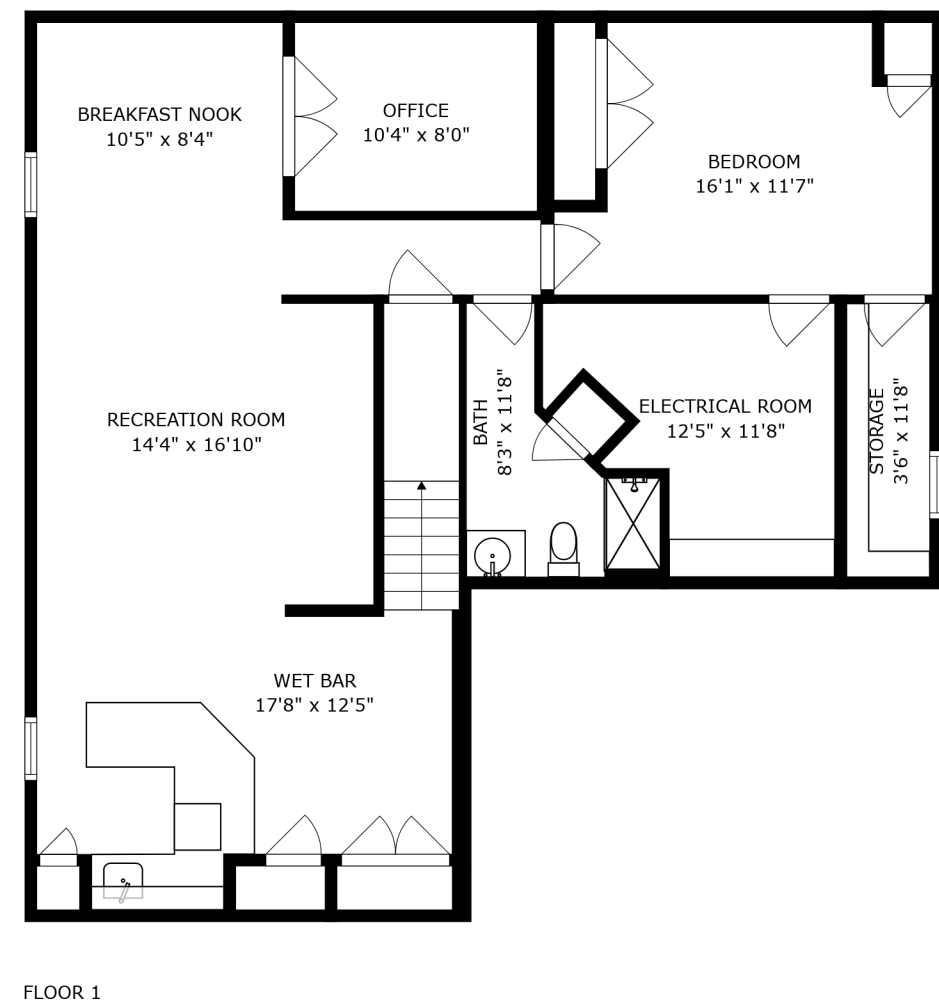 BREAKFAST NOOK
10'5" x 8'4"
OFFICE
10'4" x 8'0"
BEDROOM
16'1" x 11'7"
RECREATION ROOM
14'4" x 16'10"
BATH
8'3" x 11'8"
ELECTRICAL ROOM
12'5" x 11'8"
STORAGE
3'6" x 11'8"
WET BAR
17'8" x 12'5"
FLOOR 1